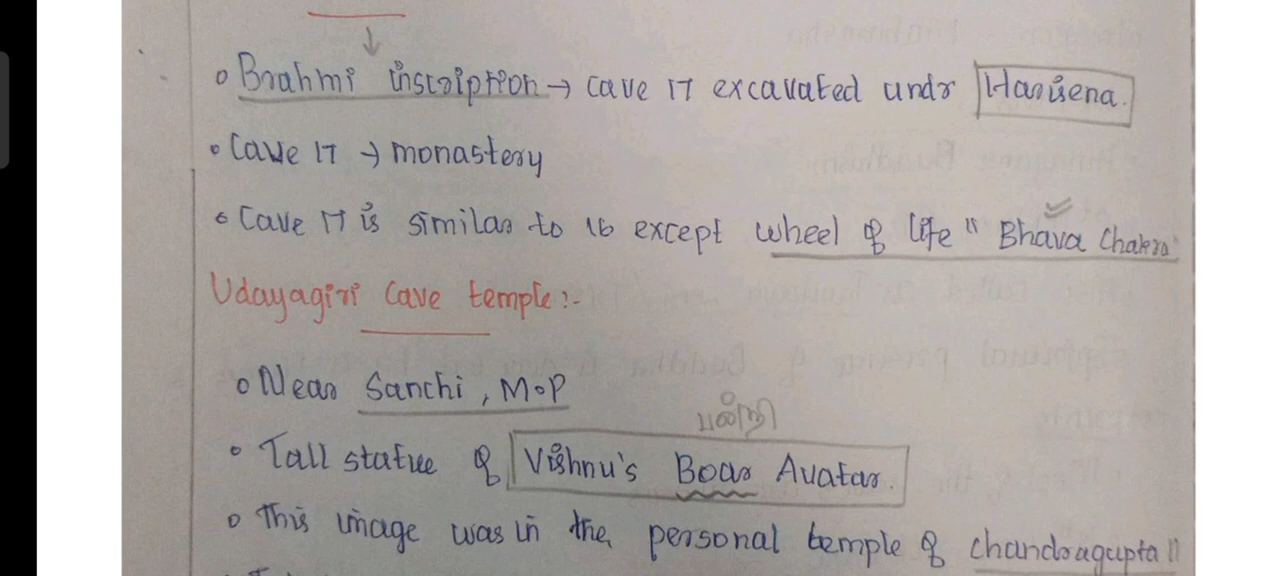 Brahmi inscription → Cave 17 excavated undr Harisena.
Cave 17 → monastery
Cave 17 is similar to 16 except wheel of life "Bhava Chakra"
Udayagiri Cave temple:-
Near Sanchi, M.P
பன்றி
Tall statue of Vishnu's Boar Avatar.
This image was in the personal temple of chandragupta II